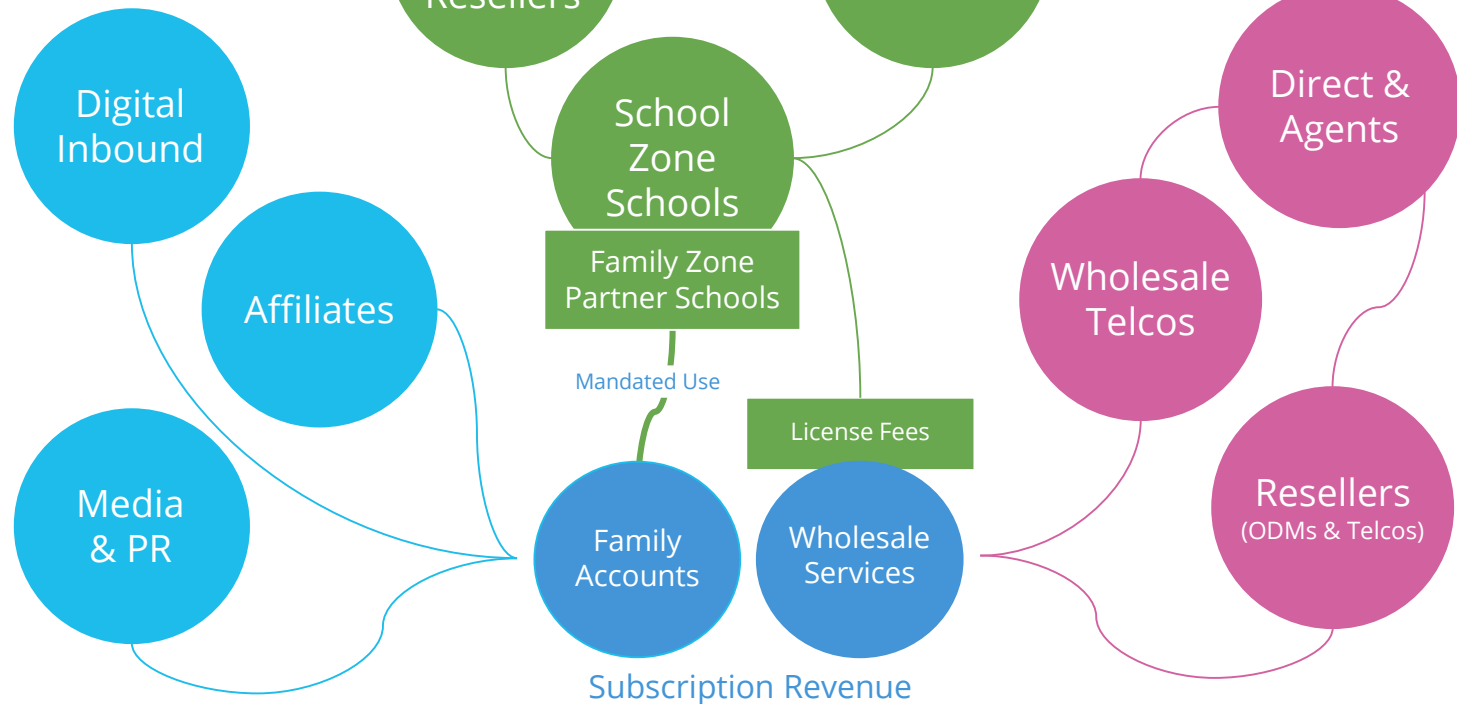 Resellers
Digital
Inbound
School
Zone
Schools
Direct &
Agents
Family Zone
Partner Schools
Affiliates
Wholesale
Telcos
Mandated Use
License Fees
Media
& PR
Family
Accounts
Wholesale
Services
Resellers
(ODMs & Telcos)
Subscription Revenue